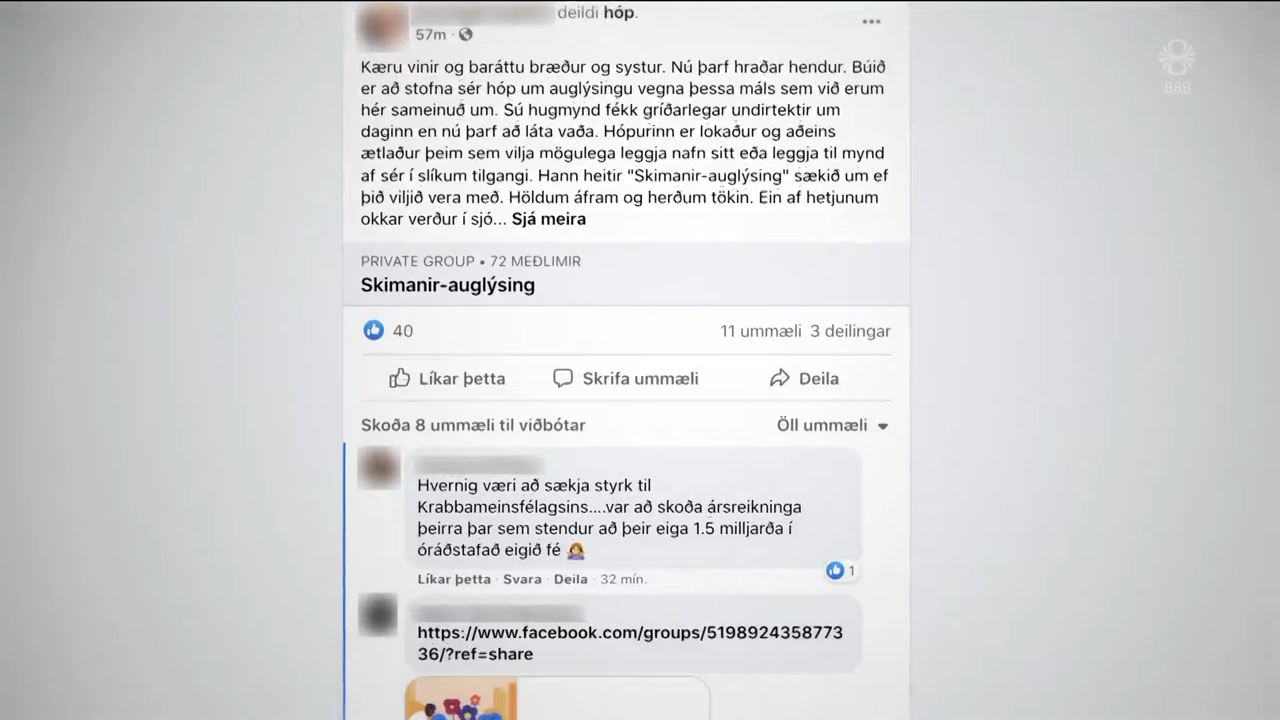 deildi hóp.
57m ·
Kæru vinir og baráttu bræður og systur. Nú þarf hraðar hendur. Búið
er að stofna sér hóp um auglýsingu vegna þessa máls sem við erum
hér sameinuð um. Sú hugmynd fékk gríðarlegar undirtektir um
daginn en nú þarf að láta vaða. Hópurinn er lokaður og aðeins
ætlaður þeim sem vilja mögulega leggja nafn sitt eða leggja til mynd
af sér í slíkum tilgangi. Hann heitir "Skimanir-auglýsing" sækið um ef
þið viljið vera með. Höldum áfram og herðum tökin. Ein af hetjunum
okkar verður í sjó... Sjá meira
PRIVATE GROUP • 72 MEÐLIMIR
Skimanir-auglýsing
40
11 ummæli 3 deilingar
Líkar þetta
Skrifa ummæli
Deila
Skoða 8 ummæli til viðbótar
Öll ummæli
Hvernig væri að sækja styrk til
Krabbameinsfélagsins....var að skoða ársreikninga
þeirra þar sem stendur að þeir eiga 1.5 milljarða í
óráðstafað eigið fé
1
Líkar þetta · Svara · Deila · 32 mín.
https://www.facebook.com/groups/5198924358773
36/?ref=share
888